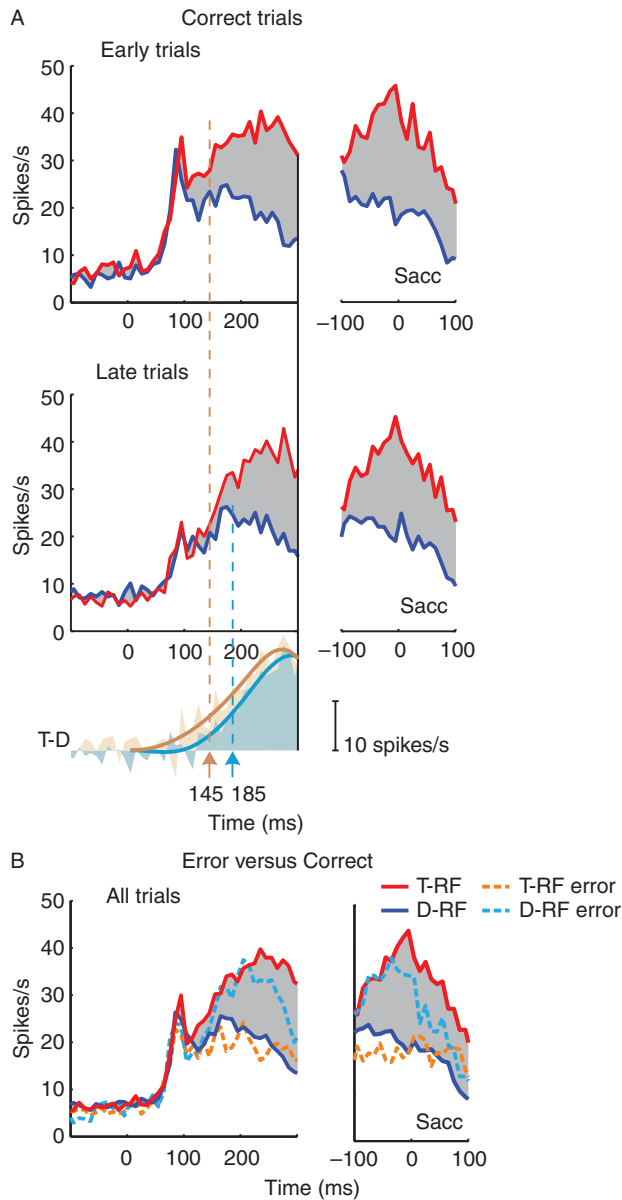 A
Correct trials
Early trials
50
40
30
20
10
0
Spikes/s
0 100 200
Sacc
−100 0 100
Late trials
50
40
30
20
10
0
Spikes/s
0 100 200
Sacc
−100 0 100
T-D
10 spikes/s
145 185
Time (ms)
B
Error versus Correct
All trials
T-RF T-RF error
D-RF D-RF error
50
40
30
20
10
0
Spikes/s
0 100 200
Sacc
−100 0 100
Time (ms)